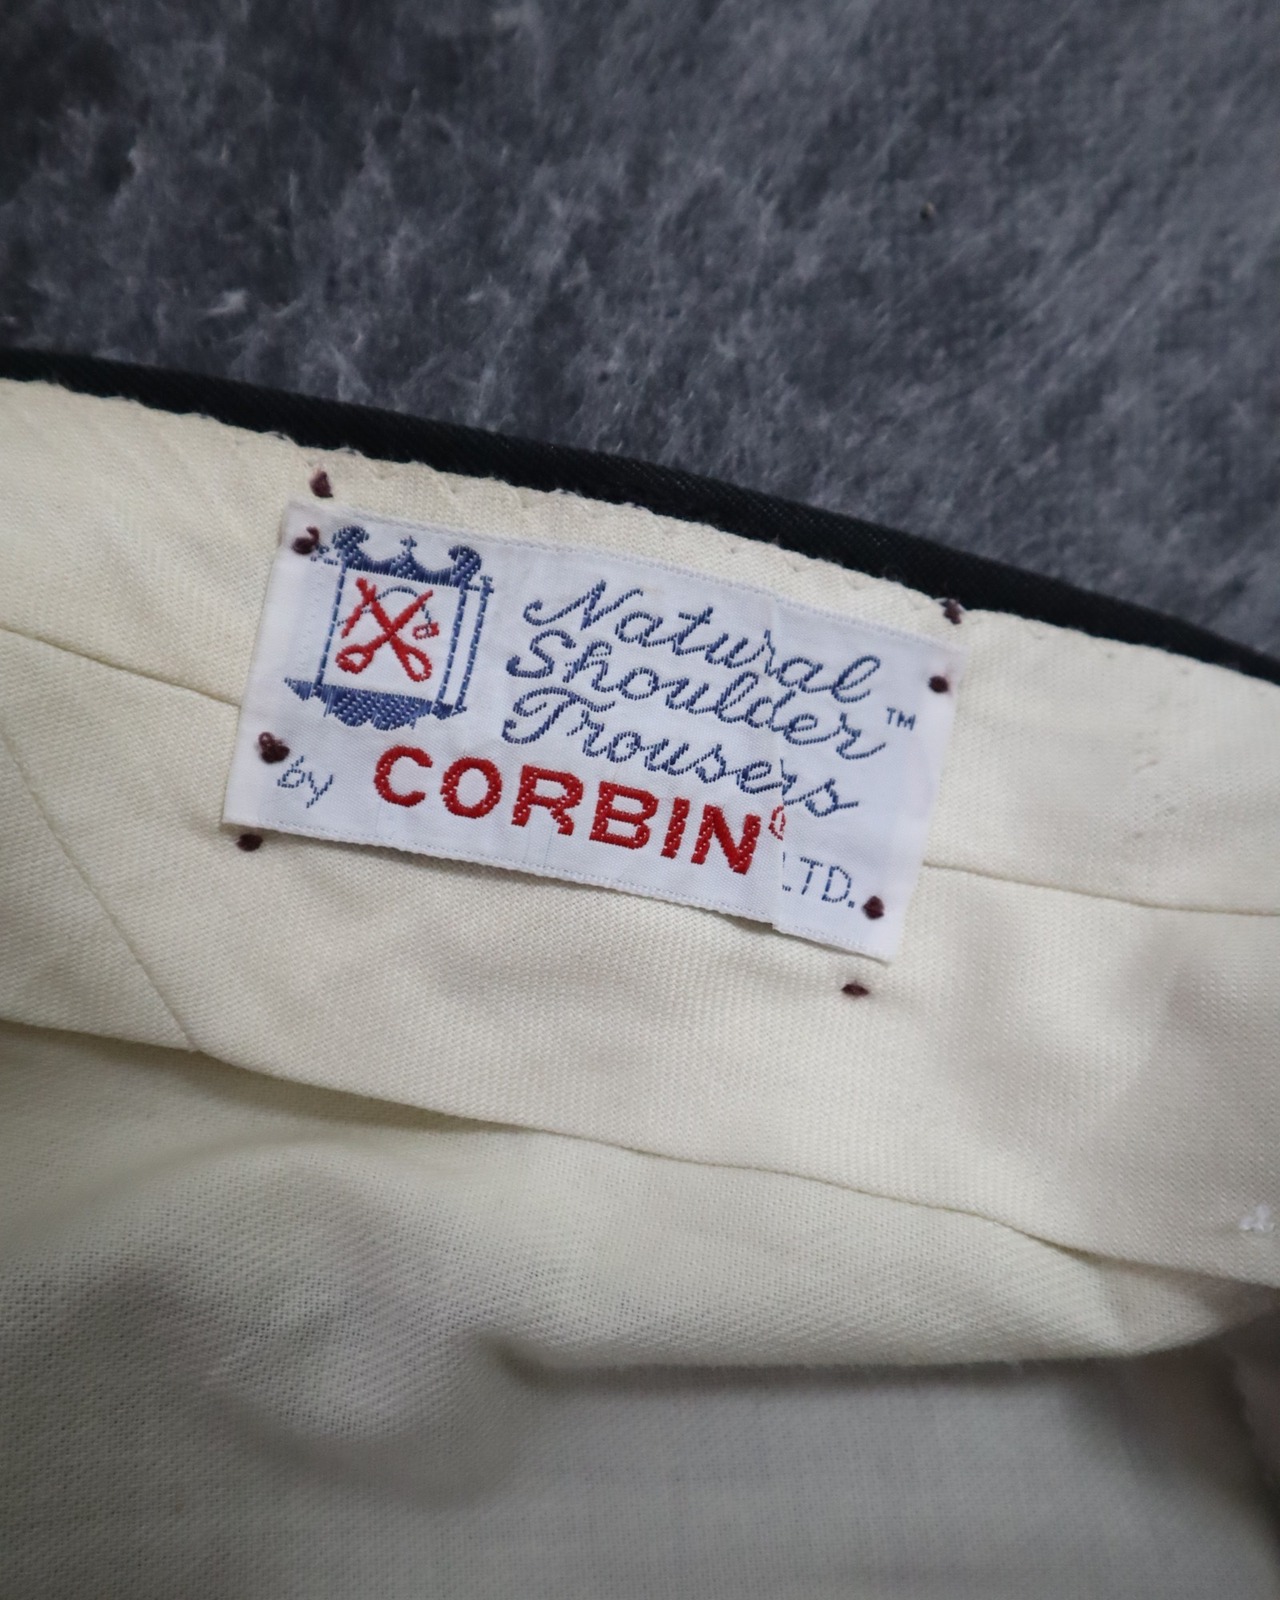 Natural
Shoulder
Trousers™
by CORBIN® LTD.